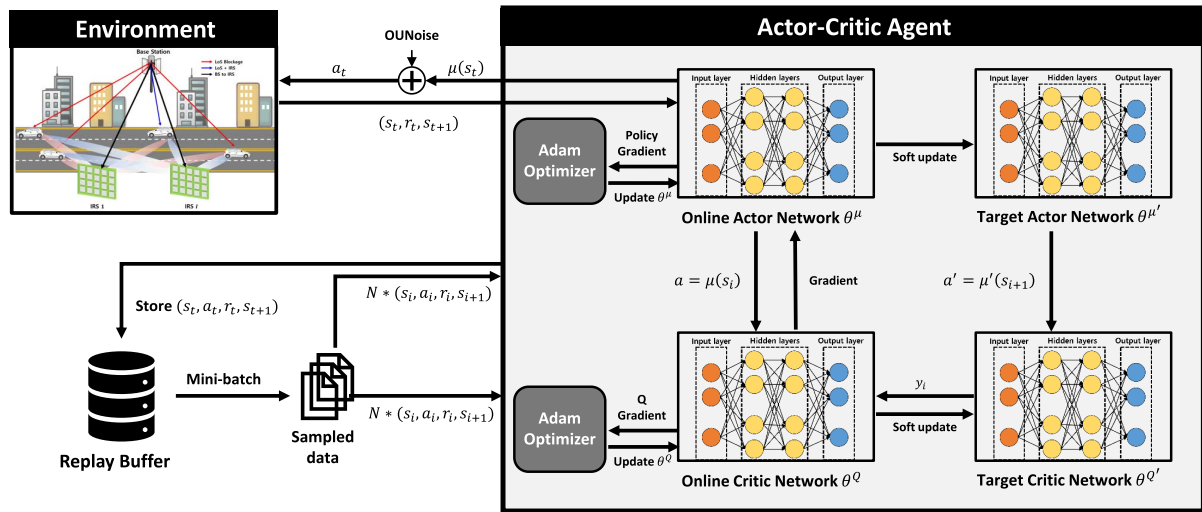 Environment
Base Station
LoS Blockage
LoS + IRS
BS to IRS
IRS 1
IRS I
OUNoise
a_t
μ(s_t)
(s_t, r_t, s_{t+1})
Actor-Critic Agent
Input layer
Hidden layers
Output layer
Input layer
Hidden layers
Output layer
Adam
Optimizer
Policy
Gradient
Update θ^μ
Soft update
Online Actor Network θ^μ
Target Actor Network θ^{μ′}
a = μ(s_i)
Gradient
a′ = μ′(s_{i+1})
N * (s_i, a_i, r_i, s_{i+1})
Store (s_t, a_t, r_t, s_{t+1})
Mini-batch
Replay Buffer
Sampled
data
N * (s_i, a_i, r_i, s_{i+1})
Input layer
Hidden layers
Output layer
Input layer
Hidden layers
Output layer
Adam
Optimizer
Q
Gradient
Update θ^Q
y_i
Soft update
Online Critic Network θ^Q
Target Critic Network θ^{Q′}